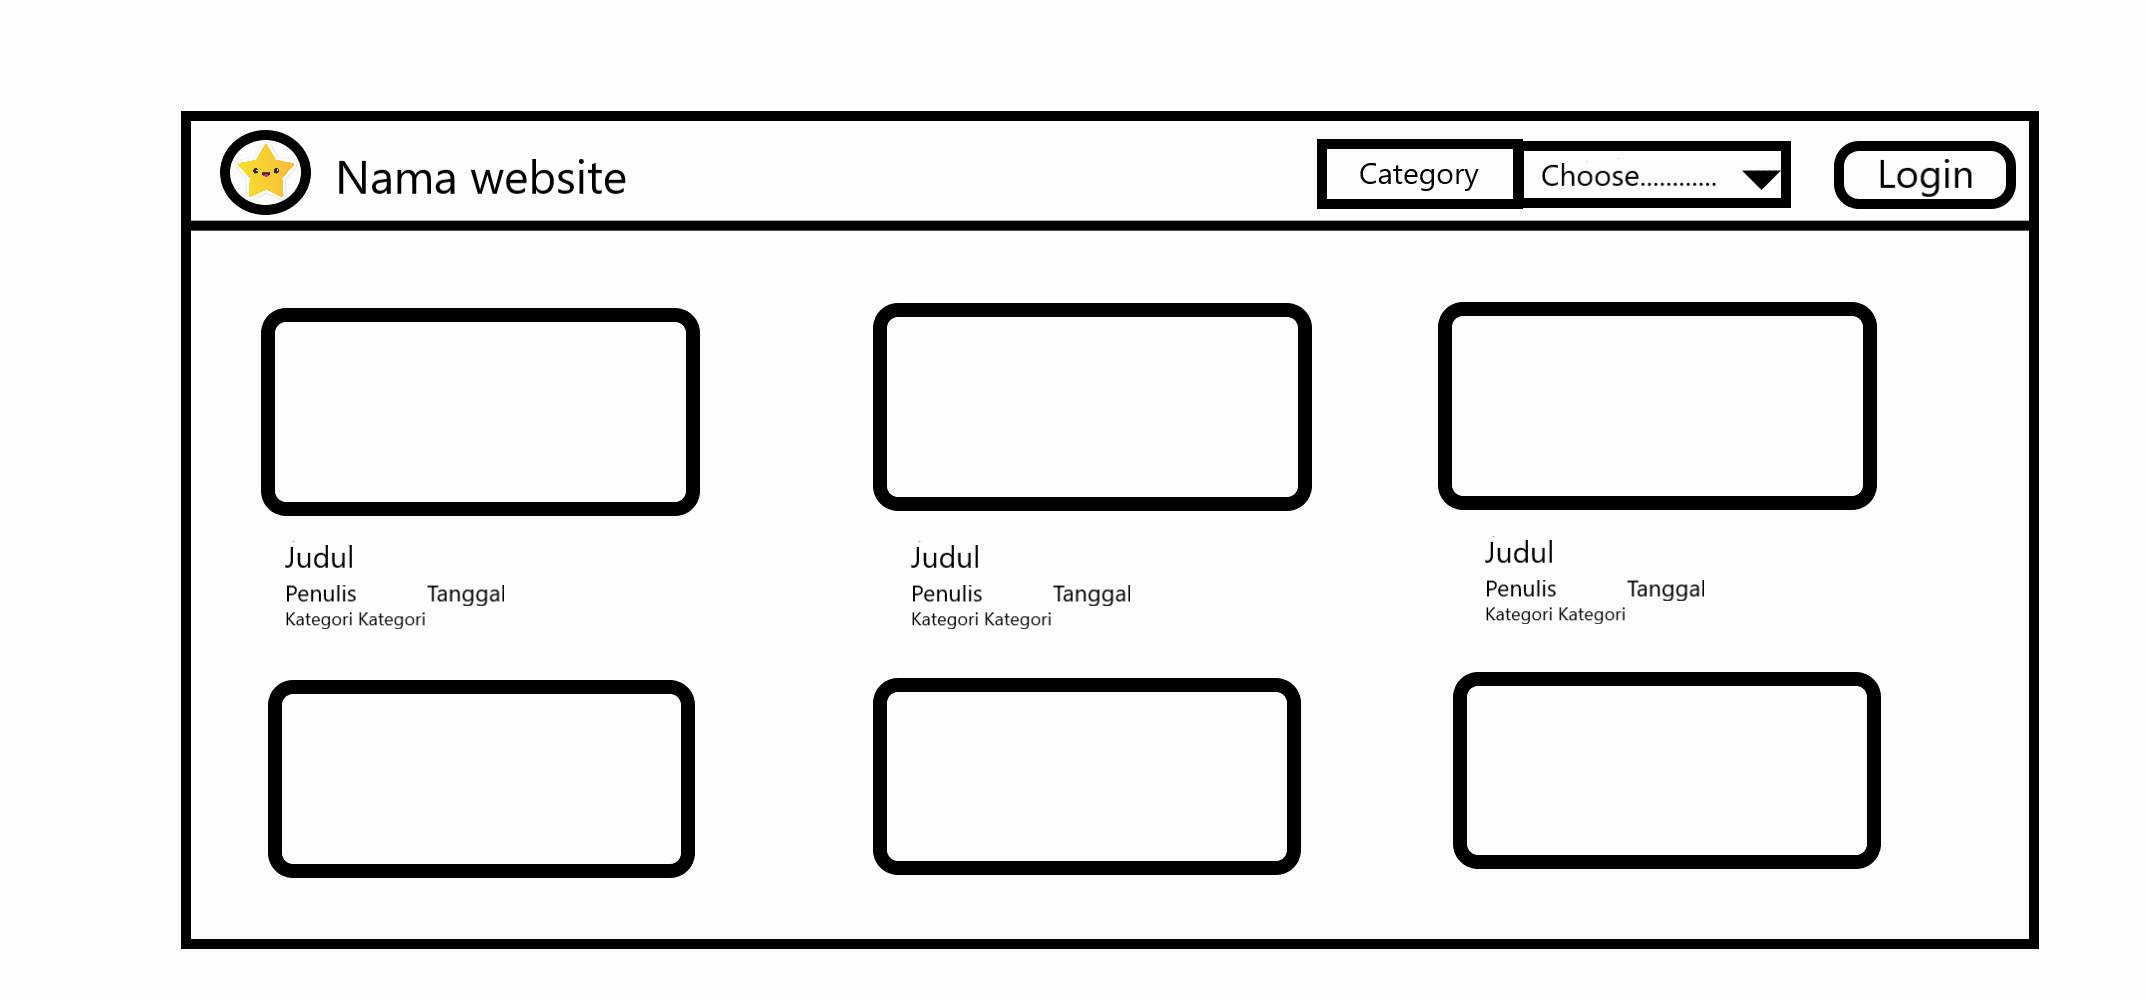 Nama website
Category
Choose............
Login
Judul
Penulis Tanggal
Kategori Kategori
Judul
Penulis Tanggal
Kategori Kategori
Judul
Penulis Tanggal
Kategori Kategori